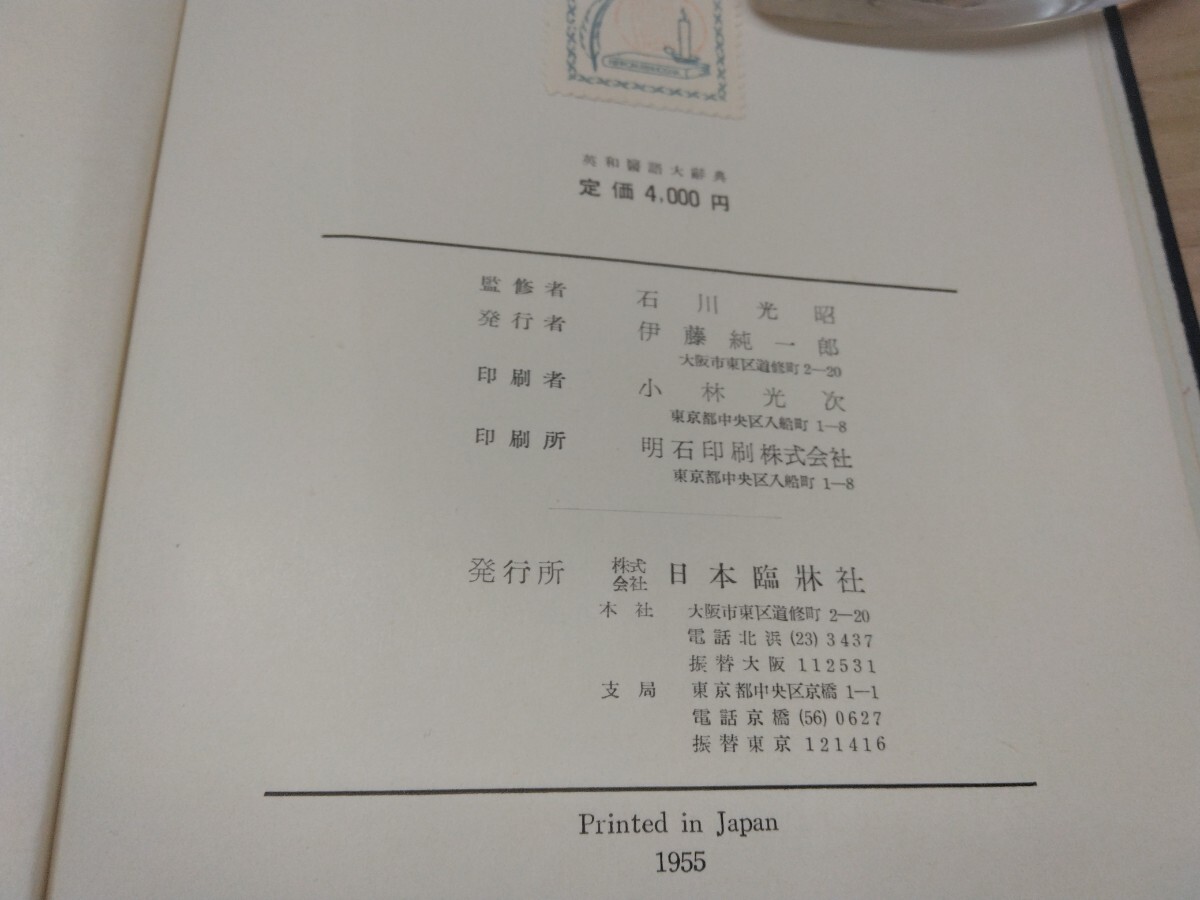 英和醫語大辭典
定価 4,000 円
監修者 石川光昭
発行者 伊藤純一郎
大阪市東区道修町 2—20
印刷者 小林光次
東京都中央区入船町 1—8
印刷所 明石印刷株式会社
東京都中央区入船町 1—8
発行所 株式会社 日本臨牀社
本社 大阪市東区道修町 2—20
電話北浜 (23) 3437
振替大阪 112531
支局 東京都中央区京橋 1—1
電話京橋 (56) 0627
振替東京 121416
Printed in Japan
1955